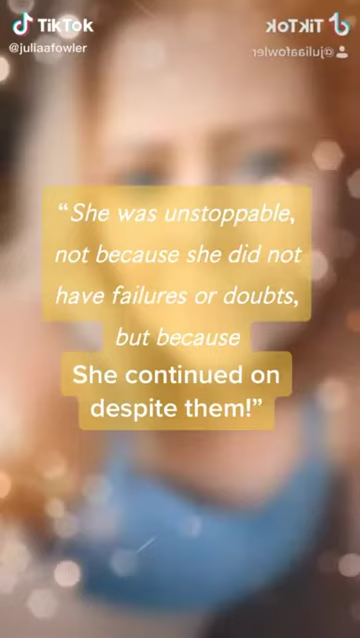 TikTok
@juliaafowler
TikTok
@juliaafowler
“She was unstoppable,
not because she did not
have failures or doubts,
but because
She continued on
despite them!”